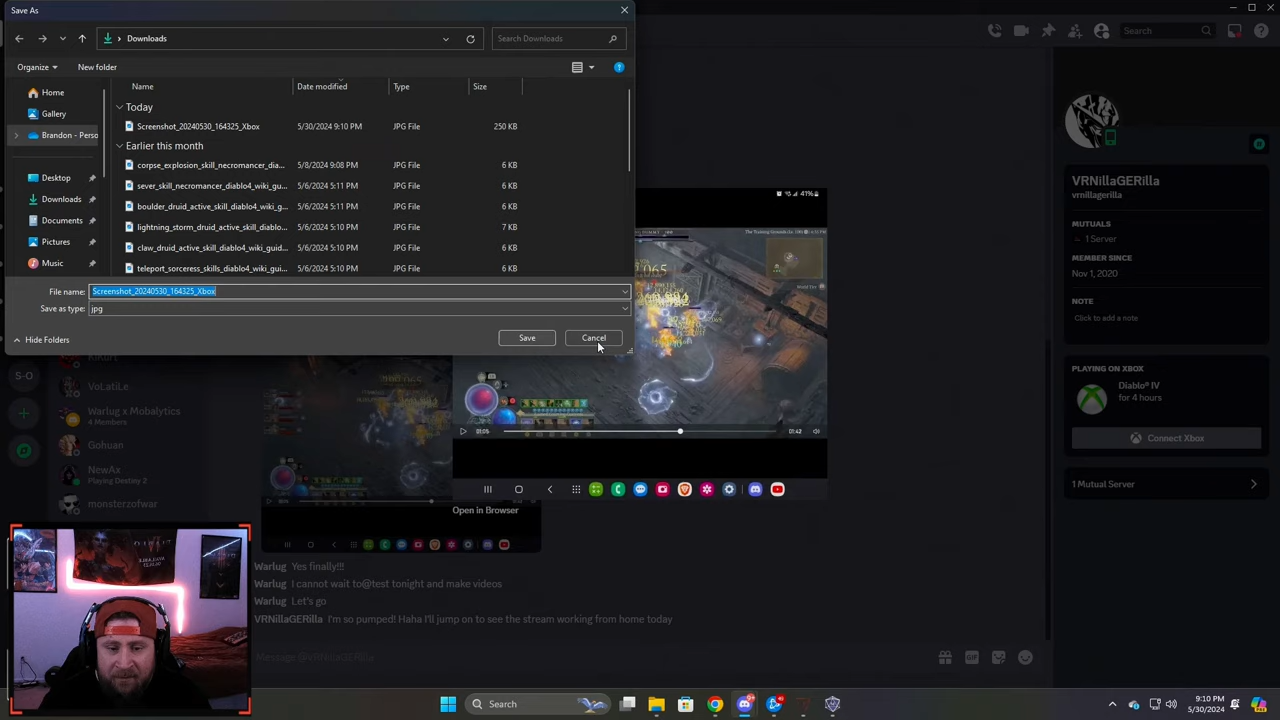 Save As
Downloads
Search Downloads
Organize
New folder
Name
Date modified
Type
Size
Home
Gallery
Brandon - Perso
Desktop
Downloads
Documents
Pictures
Music
Today
Screenshot_20240530_164325_Xbox 5/30/2024 9:10 PM JPG File 250 KB
Earlier this month
corpse_explosion_skill_necromancer_dia... 5/8/2024 9:08 PM JPG File 6 KB
sever_skill_necromancer_diablo4_wiki_gu... 5/6/2024 5:11 PM JPG File 6 KB
boulder_druid_active_skill_diablo4_wiki_g... 5/6/2024 5:11 PM JPG File 6 KB
lightning_storm_druid_active_skill_diablo... 5/6/2024 5:10 PM JPG File 7 KB
claw_druid_active_skill_diablo4_wiki_guid... 5/6/2024 5:10 PM JPG File 6 KB
teleport_sorceress_skills_diablo4_wiki_gui... 5/6/2024 5:10 PM JPG File 6 KB
File name: Screenshot_20240530_164325_Xbox
Save as type: jpg
Hide Folders
Save
Cancel
Search
VRNillaGERilla
vrnillagerilla
MUTUALS
1 Server
MEMBER SINCE
Nov 1, 2020
NOTE
Click to add a note
PLAYING ON XBOX
Diablo® IV
for 4 hours
Connect Xbox
1 Mutual Server
41%
01:05
01:42
Open in Browser
S-O
KiKurt
VoLatiLe
Warlug x Mobalytics
4 Members
Gohuan
NewAx
Playing Destiny 2
monsterzofwar
Warlug Yes finally!!!
Warlug I cannot wait to@test tonight and make videos
Warlug Let's go
VRNillaGERilla I'm so pumped! Haha I'll jump on to see the stream working from home today
Message @VRNillaGERilla
Search
9:10 PM
5/30/2024